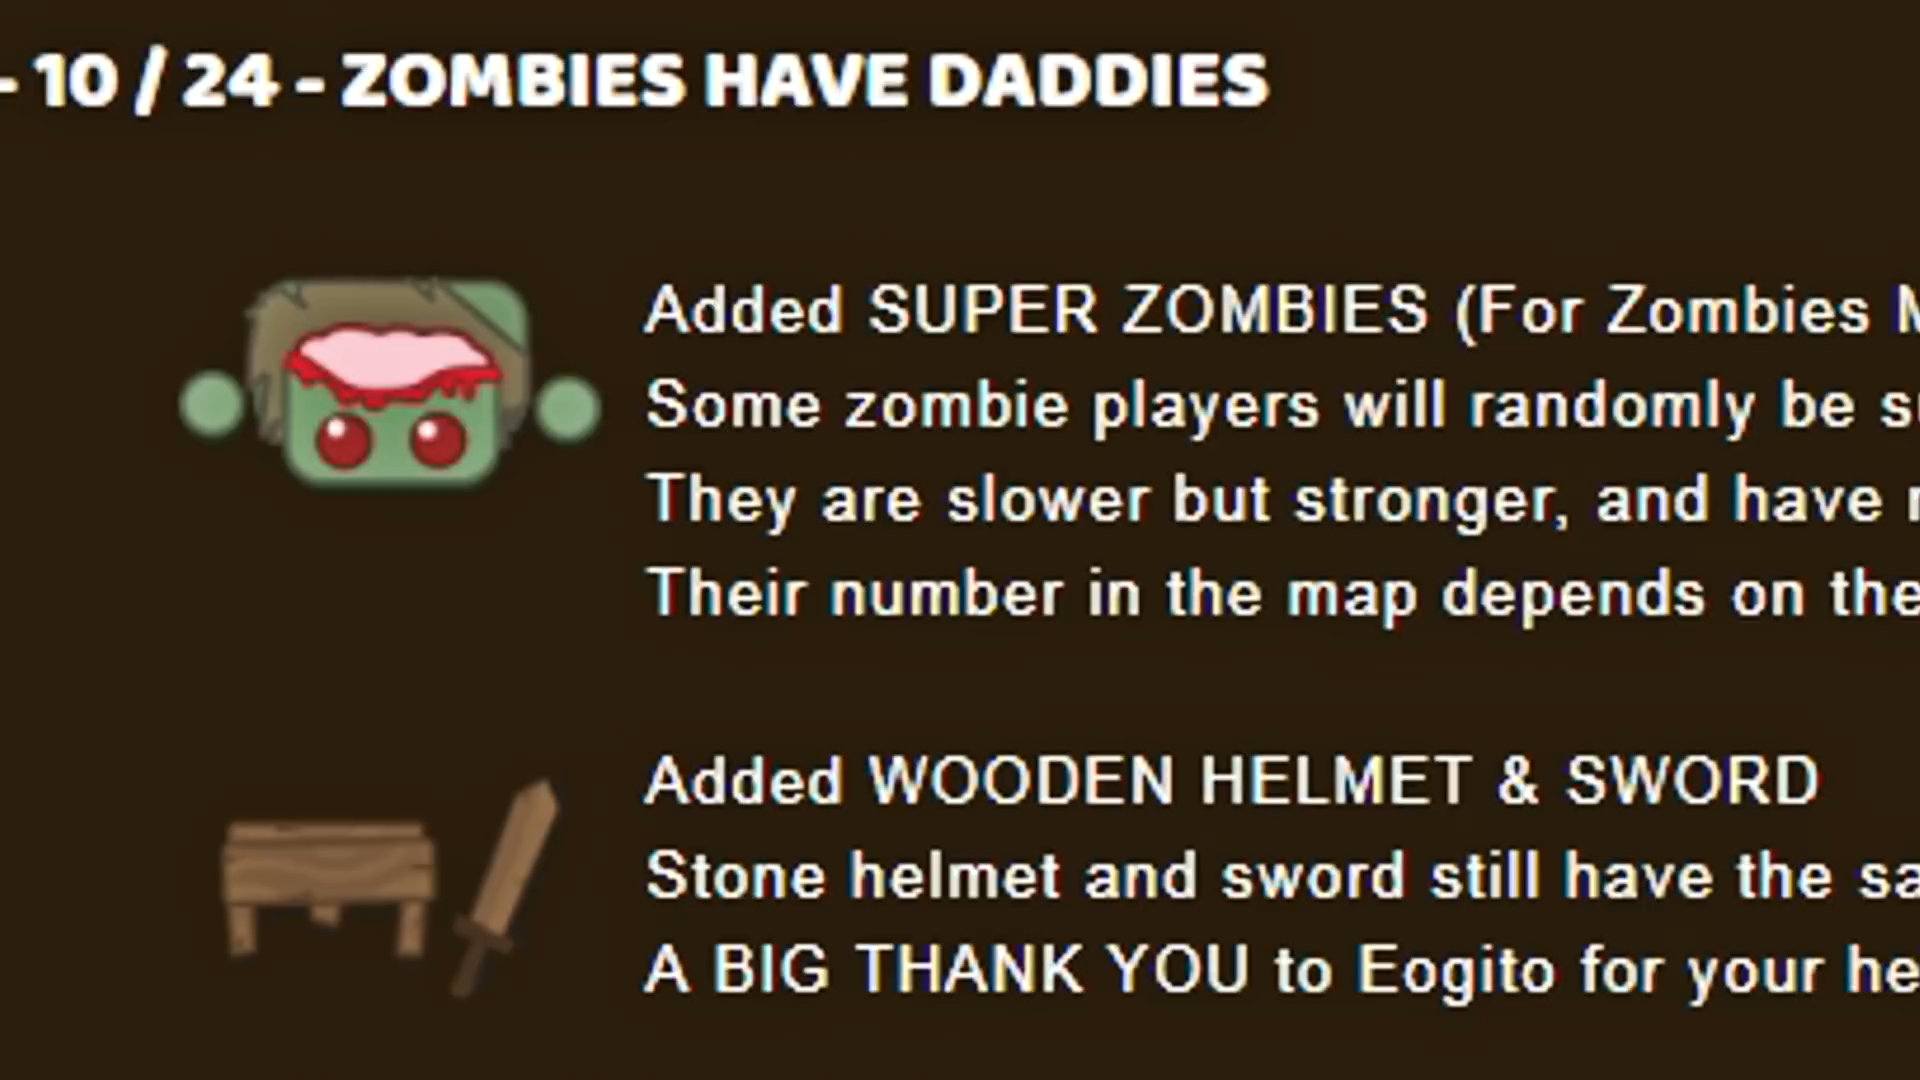 - 10 / 24 - ZOMBIES HAVE DADDIES
Added SUPER ZOMBIES (For Zombies
Some zombie players will randomly be
They are slower but stronger, and have
Their number in the map depends on the
Added WOODEN HELMET & SWORD
Stone helmet and sword still have the
A BIG THANK YOU to Eogito for your